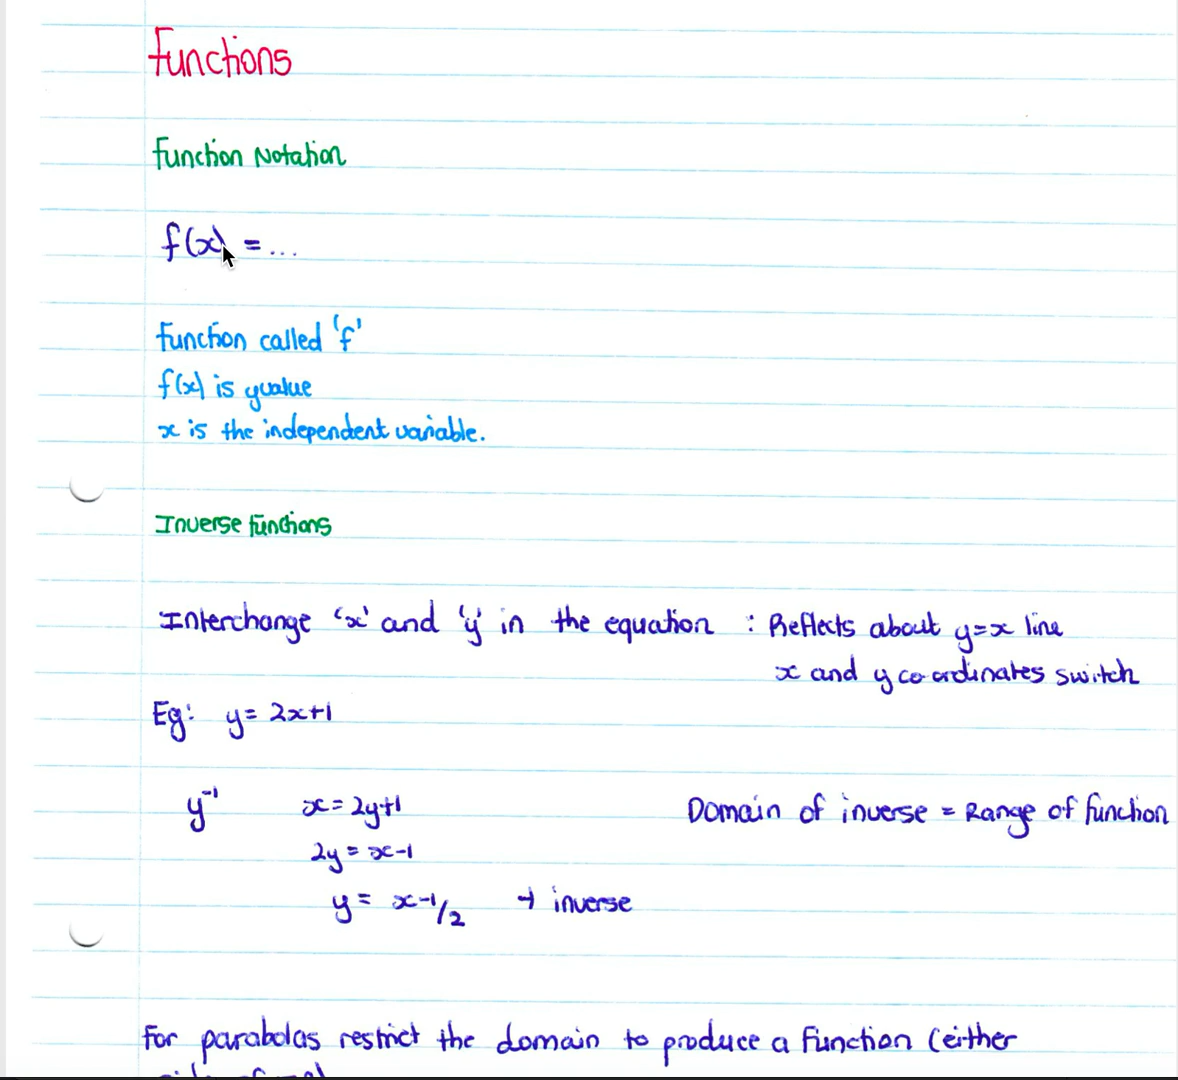 Functions
Function Notation
f(x) = ...
Function called 'f'
f(x) is y value
x is the independent variable.
Inverse functions
Interchange 'x' and 'y' in the equation : Reflects about y=x line
x and y co-ordinates switch
Eg: y= 2x+1
y⁻¹ x= 2y+1 Domain of inverse = Range of function
2y = x-1
y= x-1/2 → inverse
For parabolas restrict the domain to produce a function (either